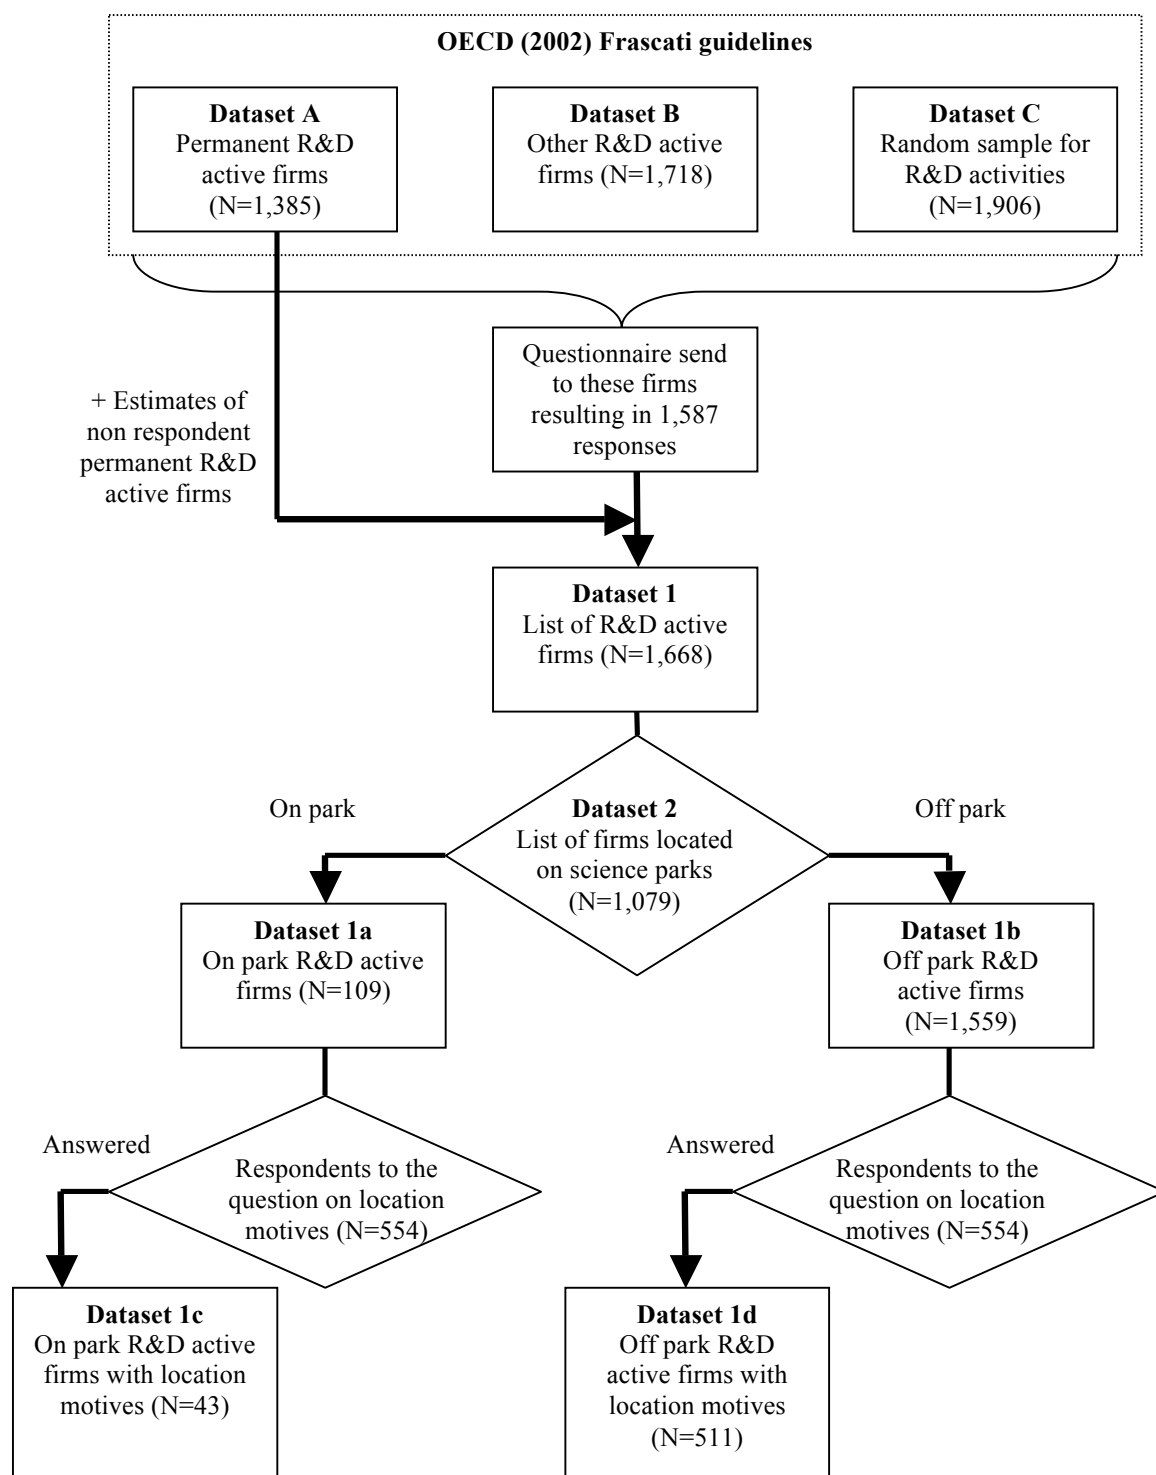 OECD (2002) Frascati guidelines
Dataset A
Permanent R&D
active firms
(N=1,385)
Dataset B
Other R&D active
firms (N=1,718)
Dataset C
Random sample for
R&D activities
(N=1,906)
Questionnaire send
to these firms
resulting in 1,587
responses
+ Estimates of
non respondent
permanent R&D
active firms
Dataset 1
List of R&D active
firms (N=1,668)
On park
Dataset 2
List of firms located
on science parks
(N=1,079)
Off park
Dataset 1a
On park R&D active
firms (N=109)
Dataset 1b
Off park R&D
active firms
(N=1,559)
Answered
Respondents to the
question on location
motives (N=554)
Answered
Respondents to the
question on location
motives (N=554)
Dataset 1c
On park R&D active
firms with location
motives (N=43)
Dataset 1d
Off park R&D
active firms with
location motives
(N=511)